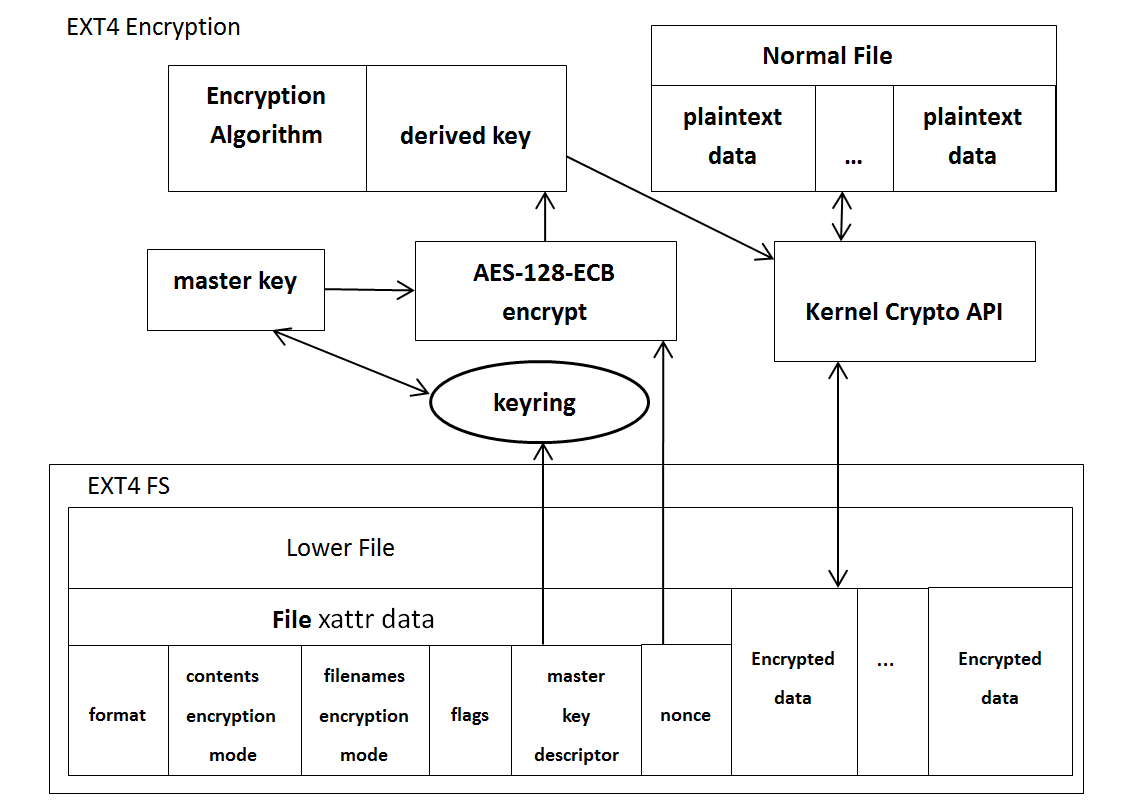 EXT4 Encryption
Encryption
Algorithm
derived key
Normal File
plaintext
data
...
plaintext
data
master key
AES-128-ECB
encrypt
Kernel Crypto API
keyring
EXT4 FS
Lower File
File xattr data
format
contents
encryption
mode
filenames
encryption
mode
flags
master
key
descriptor
nonce
Encrypted
data
...
Encrypted
data